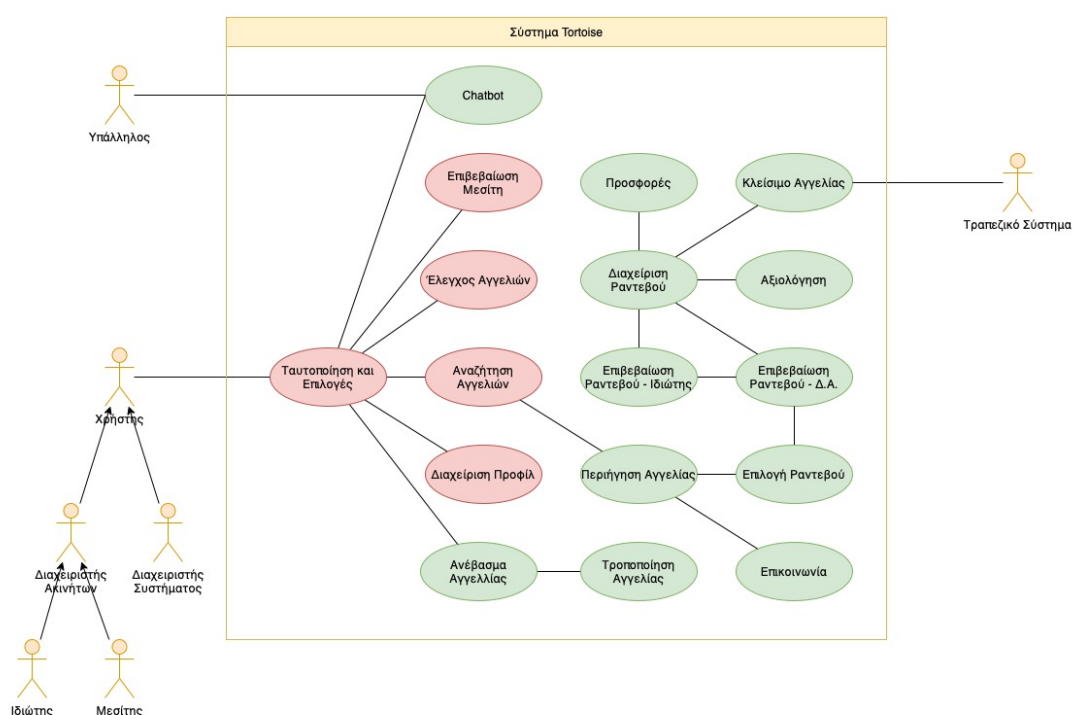 Σύστημα Tortoise
Chatbot
Υπάλληλος
Επιβεβαίωση
Μεσίτη
Προσφορές
Κλείσιμο Αγγελίας
Τραπεζικό Σύστημα
Έλεγχος Αγγελιών
Διαχείριση
Ραντεβού
Αξιολόγηση
Ταυτοποίηση και
Επιλογές
Αναζήτηση
Αγγελιών
Επιβεβαίωση
Ραντεβού - Ιδιώτης
Επιβεβαίωση
Ραντεβού - Δ.Α.
Χρήστης
Διαχείριση Προφίλ
Περιήγηση Αγγελίας
Επιλογή Ραντεβού
Διαχειριστής
Ακινήτων
Διαχειριστής
Συστήματος
Ανέβασμα
Αγγελλίας
Τροποποίηση
Αγγελίας
Επικοινωνία
Ιδιώτης
Μεσίτης